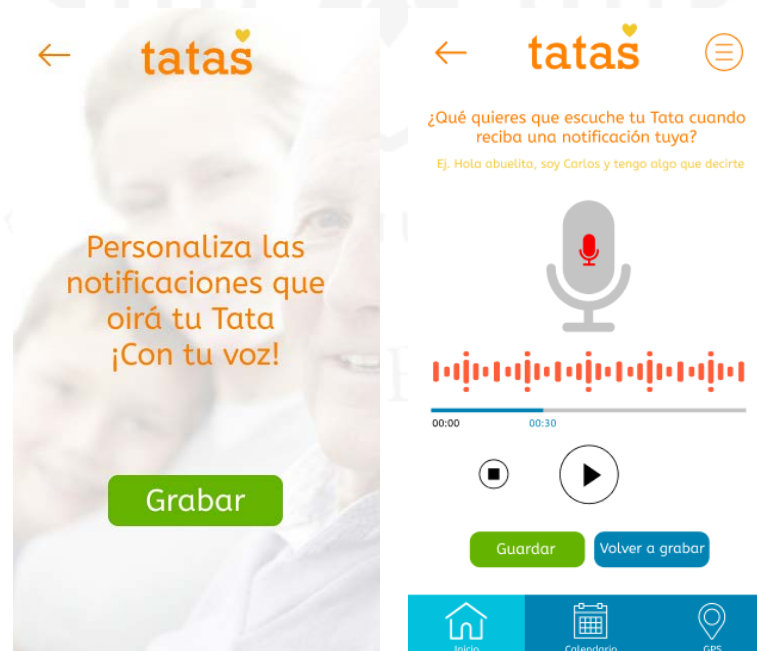 tatas
Personaliza las
notificaciones que
oirá tu Tata
¡Con tu voz!
Grabar
tatas
¿Qué quieres que escuche tu Tata cuando
reciba una notificación tuya?
Ej. Hola abuelita, soy Carlos y tengo algo que decirte
00:00
00:30
Guardar
Volver a grabar
Inicio
Calendario
GPS